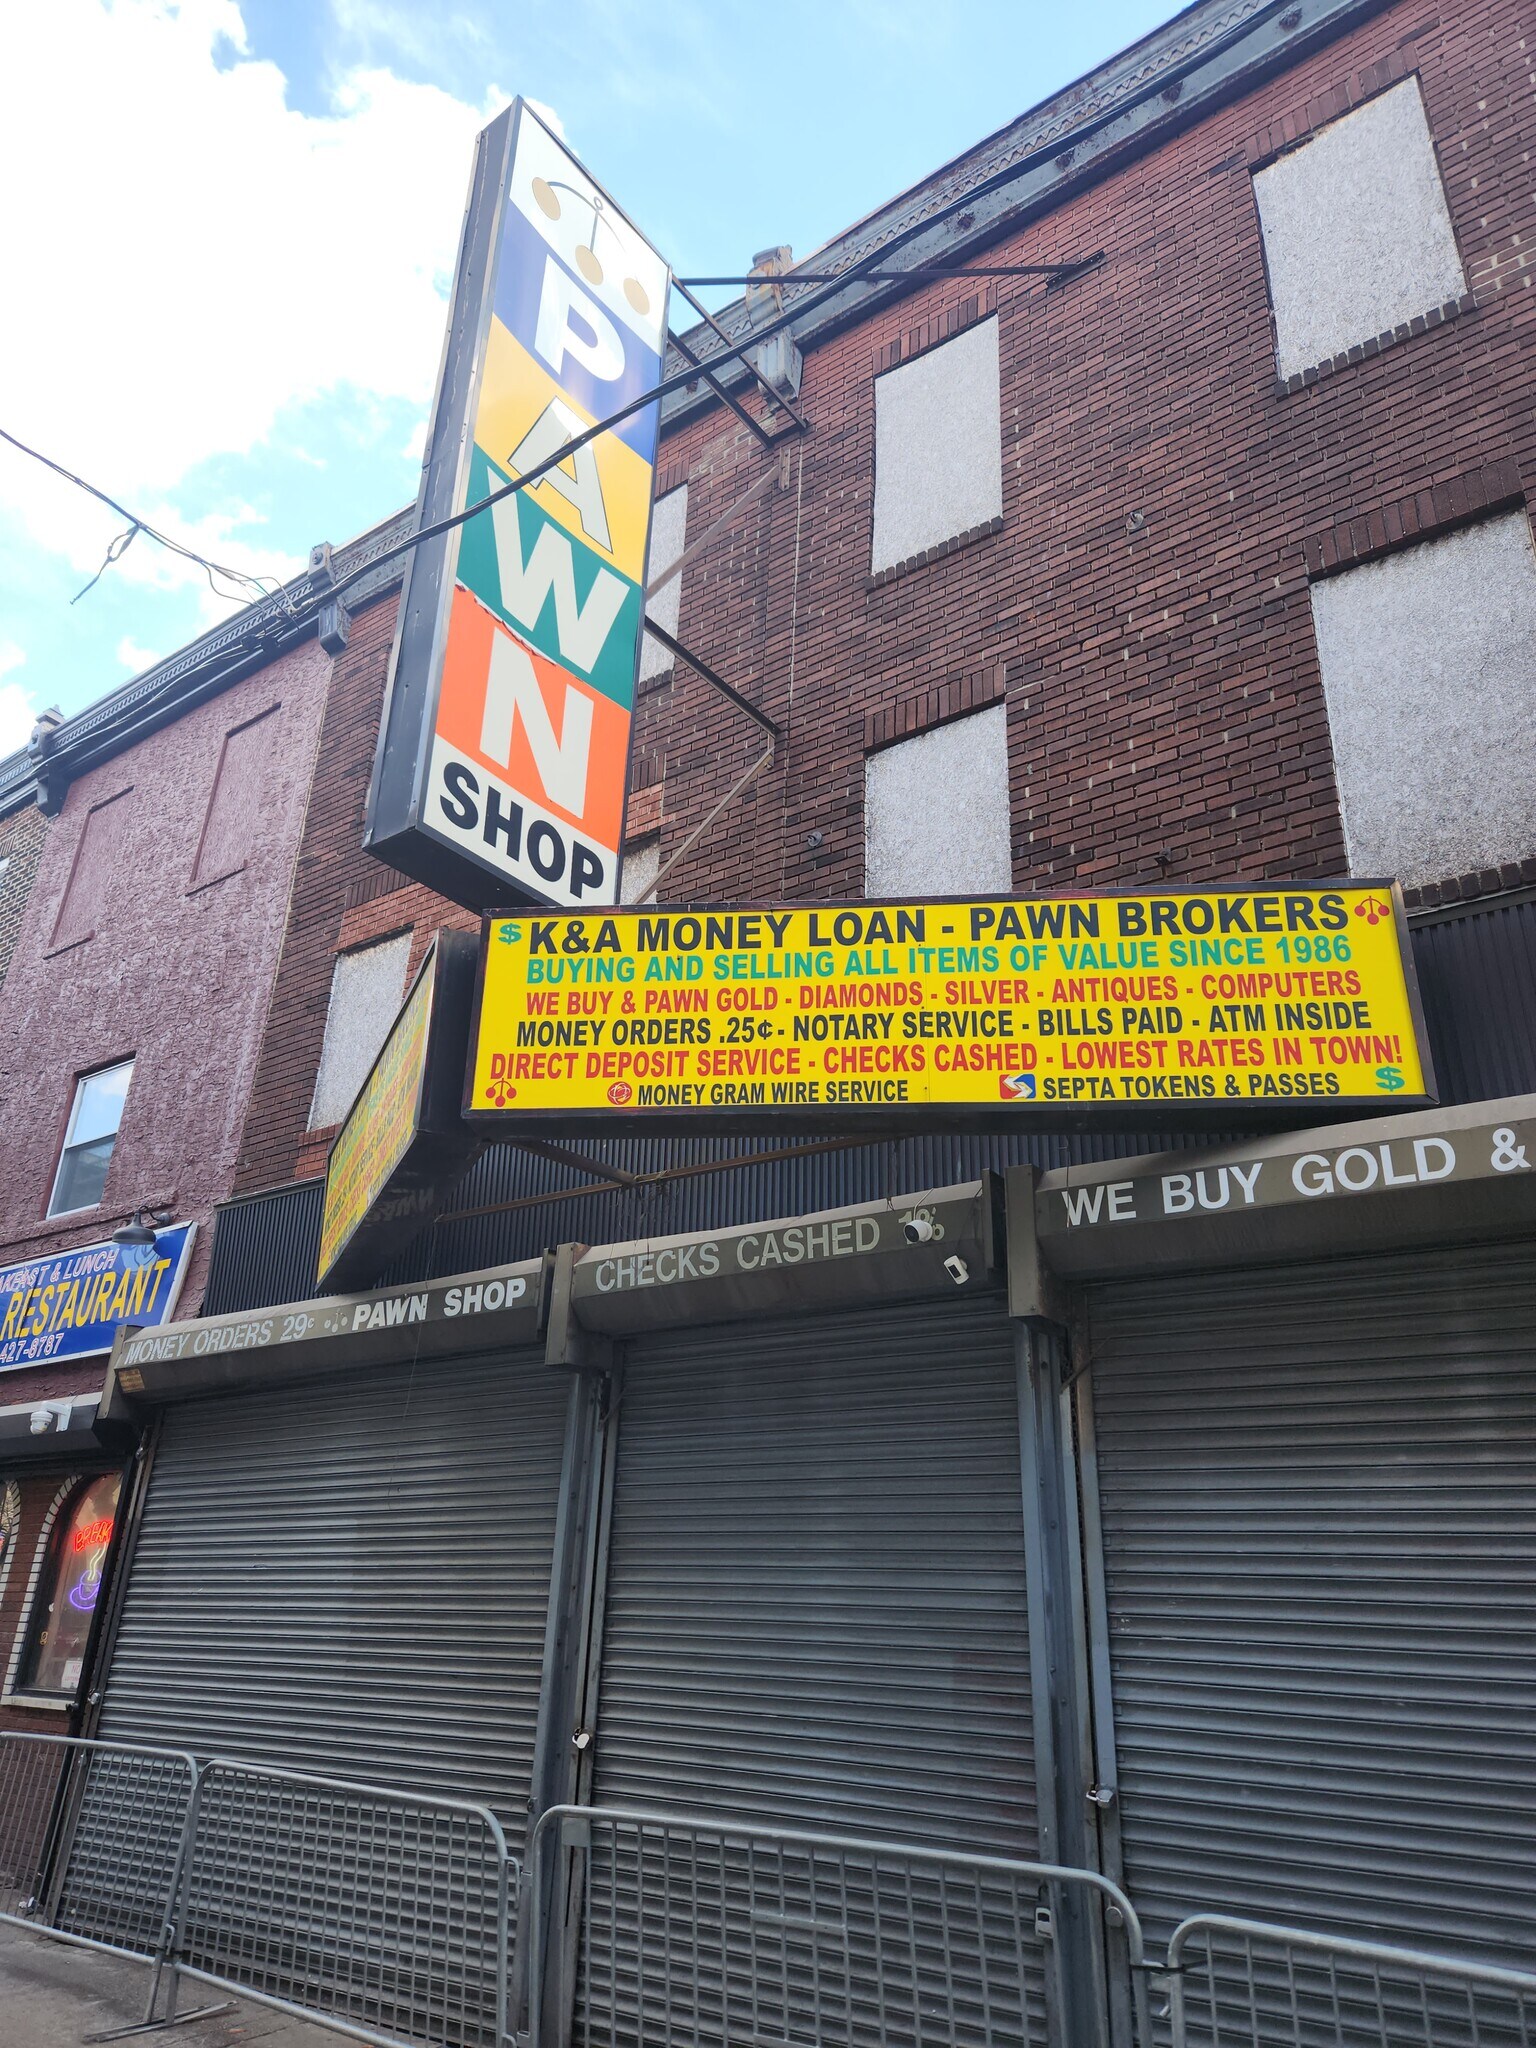 PAWN
SHOP
$ K&A MONEY LOAN - PAWN BROKERS
BUYING AND SELLING ALL ITEMS OF VALUE SINCE 1986
WE BUY & PAWN GOLD - DIAMONDS - SILVER - ANTIQUES - COMPUTERS
MONEY ORDERS .25¢ - NOTARY SERVICE - BILLS PAID - ATM INSIDE
DIRECT DEPOSIT SERVICE - CHECKS CASHED - LOWEST RATES IN TOWN!
MONEY GRAM WIRE SERVICE SEPTA TOKENS & PASSES $
MONEY ORDERS 29¢ PAWN SHOP
CHECKS CASHED 1%
WE BUY GOLD &
& LUNCH
RESTAURANT
427-8787